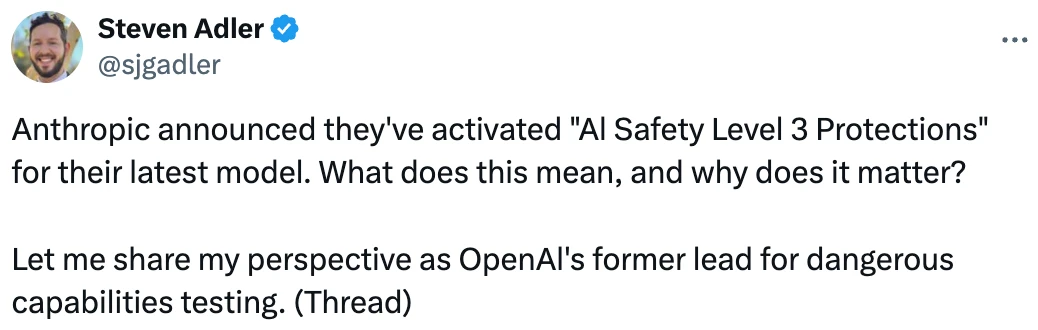 Steven Adler
@sjgadler
Anthropic announced they've activated "AI Safety Level 3 Protections"
for their latest model. What does this mean, and why does it matter?
Let me share my perspective as OpenAI's former lead for dangerous
capabilities testing. (Thread)